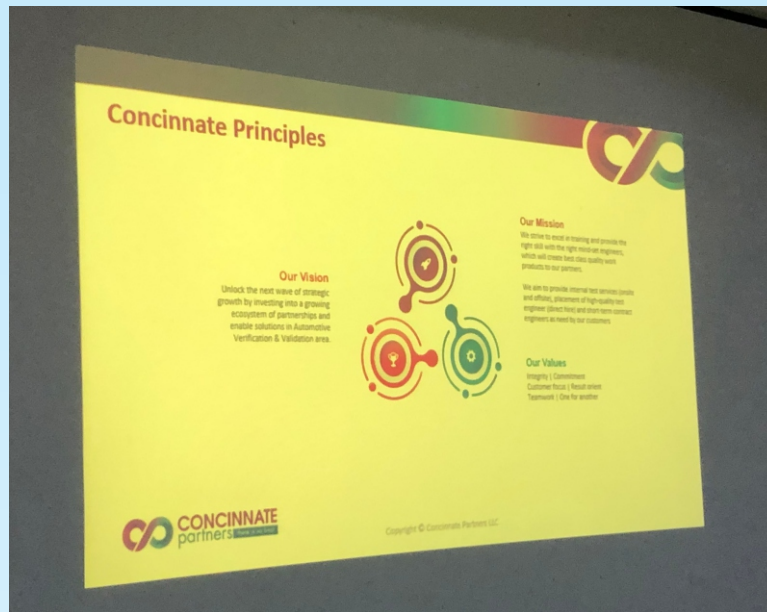 Concinnate Principles
Our Vision
Unlock the next wave of strategic
growth by investing into a growing
ecosystem of partnerships and
enable solutions in Automotive
Verification & Validation area.
Our Mission
We strive to excel in training and provide the
right skill with the right mind-set engineers,
which will create best class quality work
products to our partners.
We aim to provide internal test services (onsite
and offsite), placement of high-quality test
engineer (direct hire) and short-term contract
engineers as need by our customers
Our Values
Integrity | Commitment
Customer focus | Result orient
Teamwork | One for another
CONCINNATE
partners
Copyright © Concinnate Partners LLC